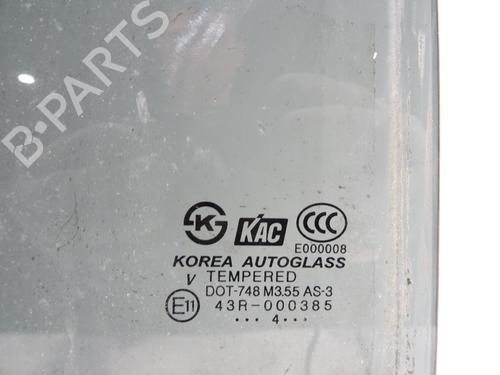 B-PARTS
K KAC CCC
E000008
KOREA AUTOGLASS
V TEMPERED
DOT-748 M3.55 AS-3
E11 43R-000385
••• 4•••